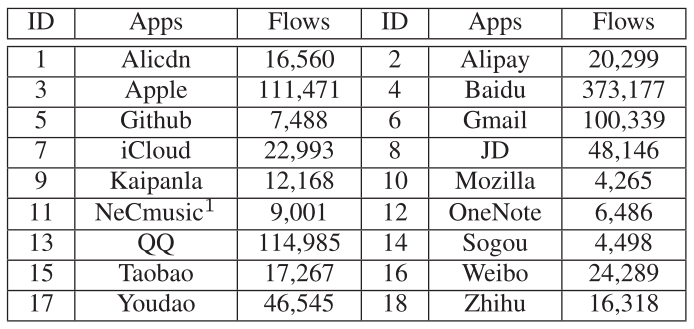 ID Apps Flows ID Apps Flows
1 Alicdn 16,560 2 Alipay 20,299
3 Apple 111,471 4 Baidu 373,177
5 Github 7,488 6 Gmail 100,339
7 iCloud 22,993 8 JD 48,146
9 Kaipanla 12,168 10 Mozilla 4,265
11 NeCmusic¹ 9,001 12 OneNote 6,486
13 QQ 114,985 14 Sogou 4,498
15 Taobao 17,267 16 Weibo 24,289
17 Youdao 46,545 18 Zhihu 16,318